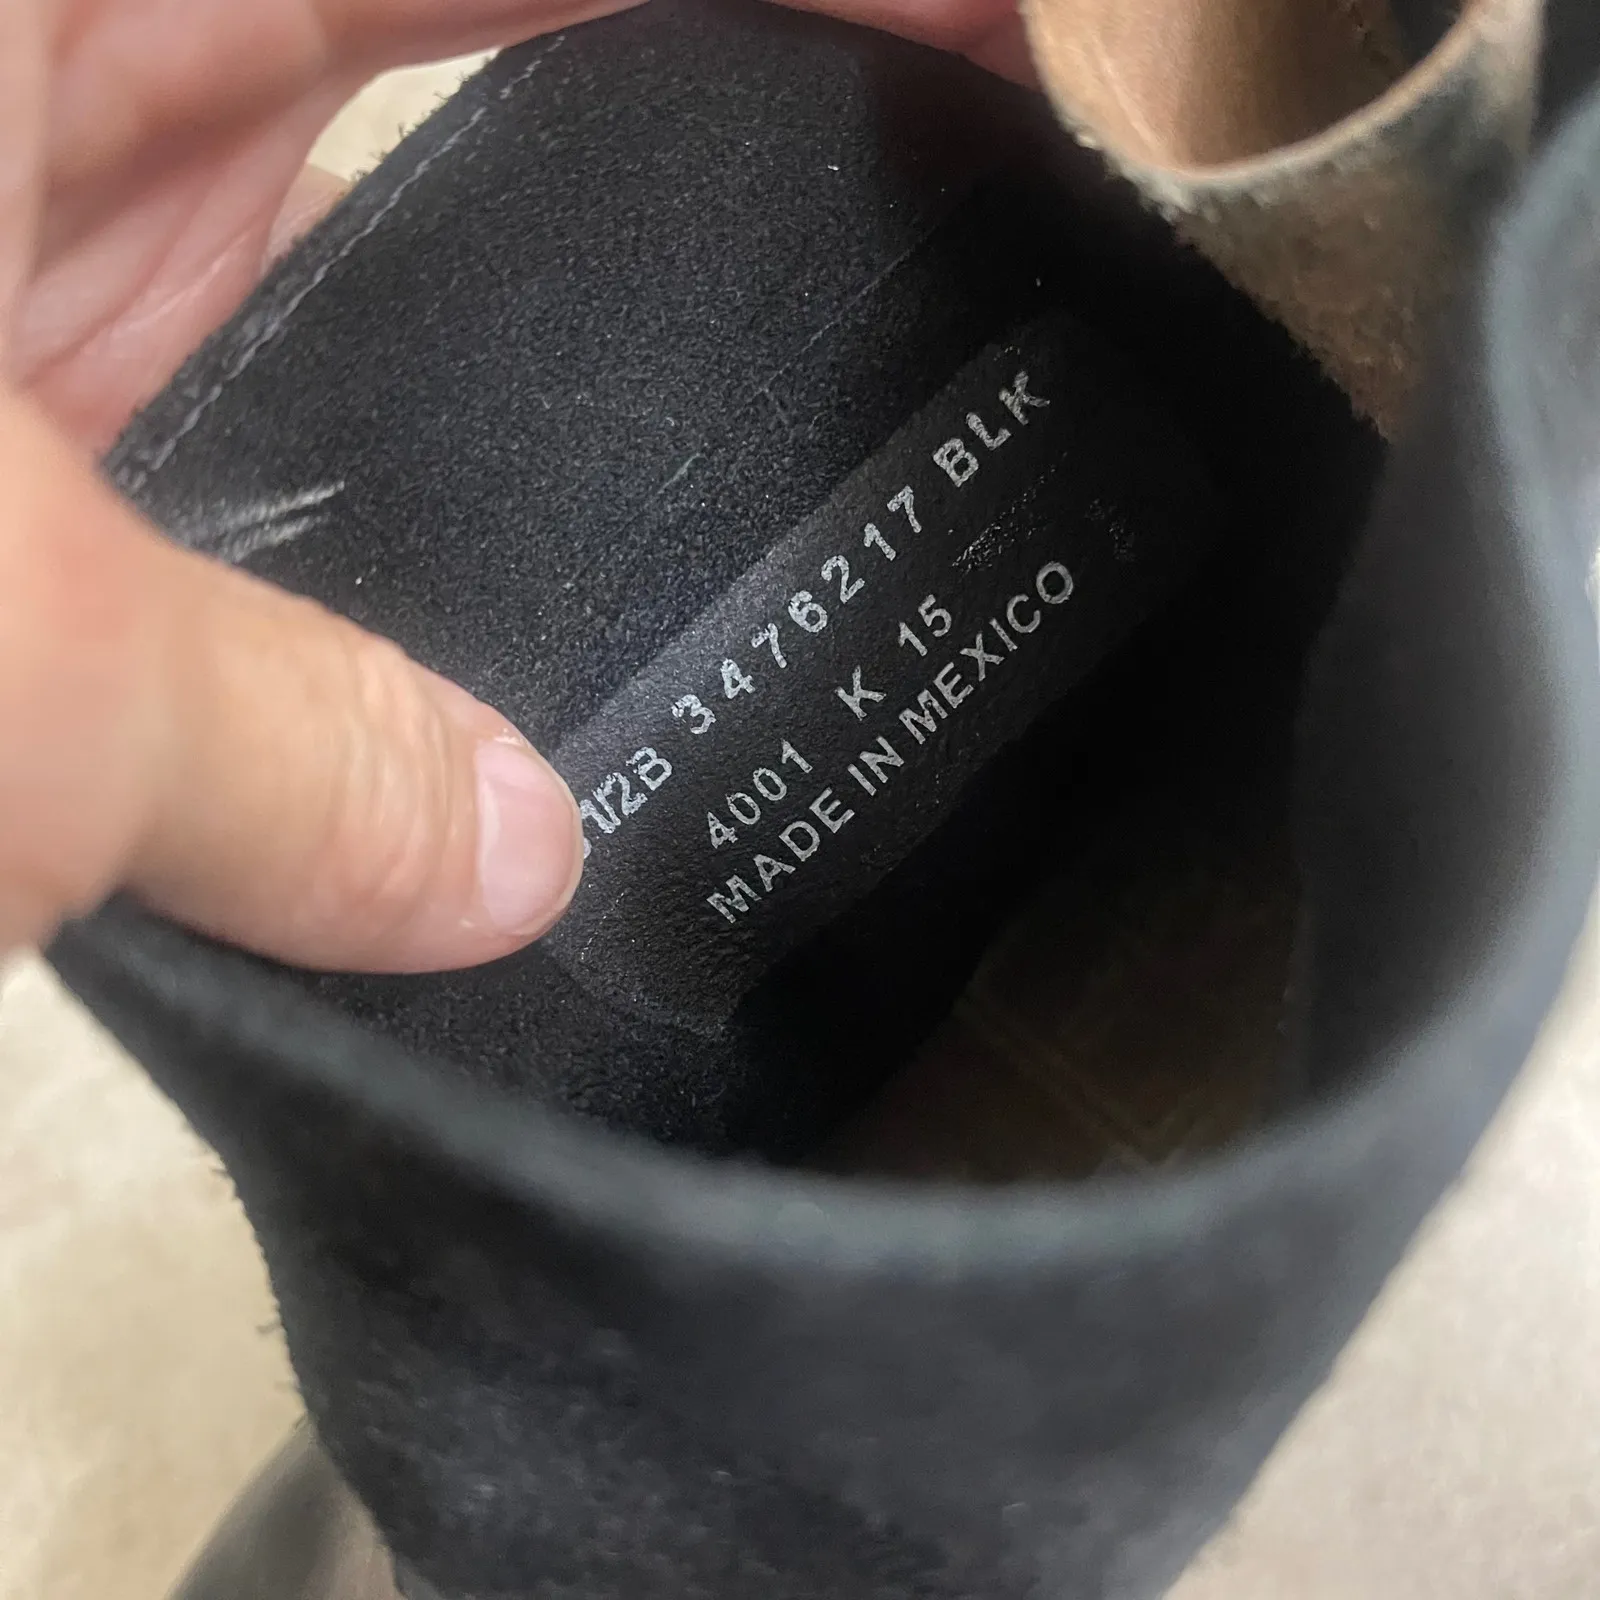 1/2B 3476217 BLK
4001 K 15
MADE IN MEXICO